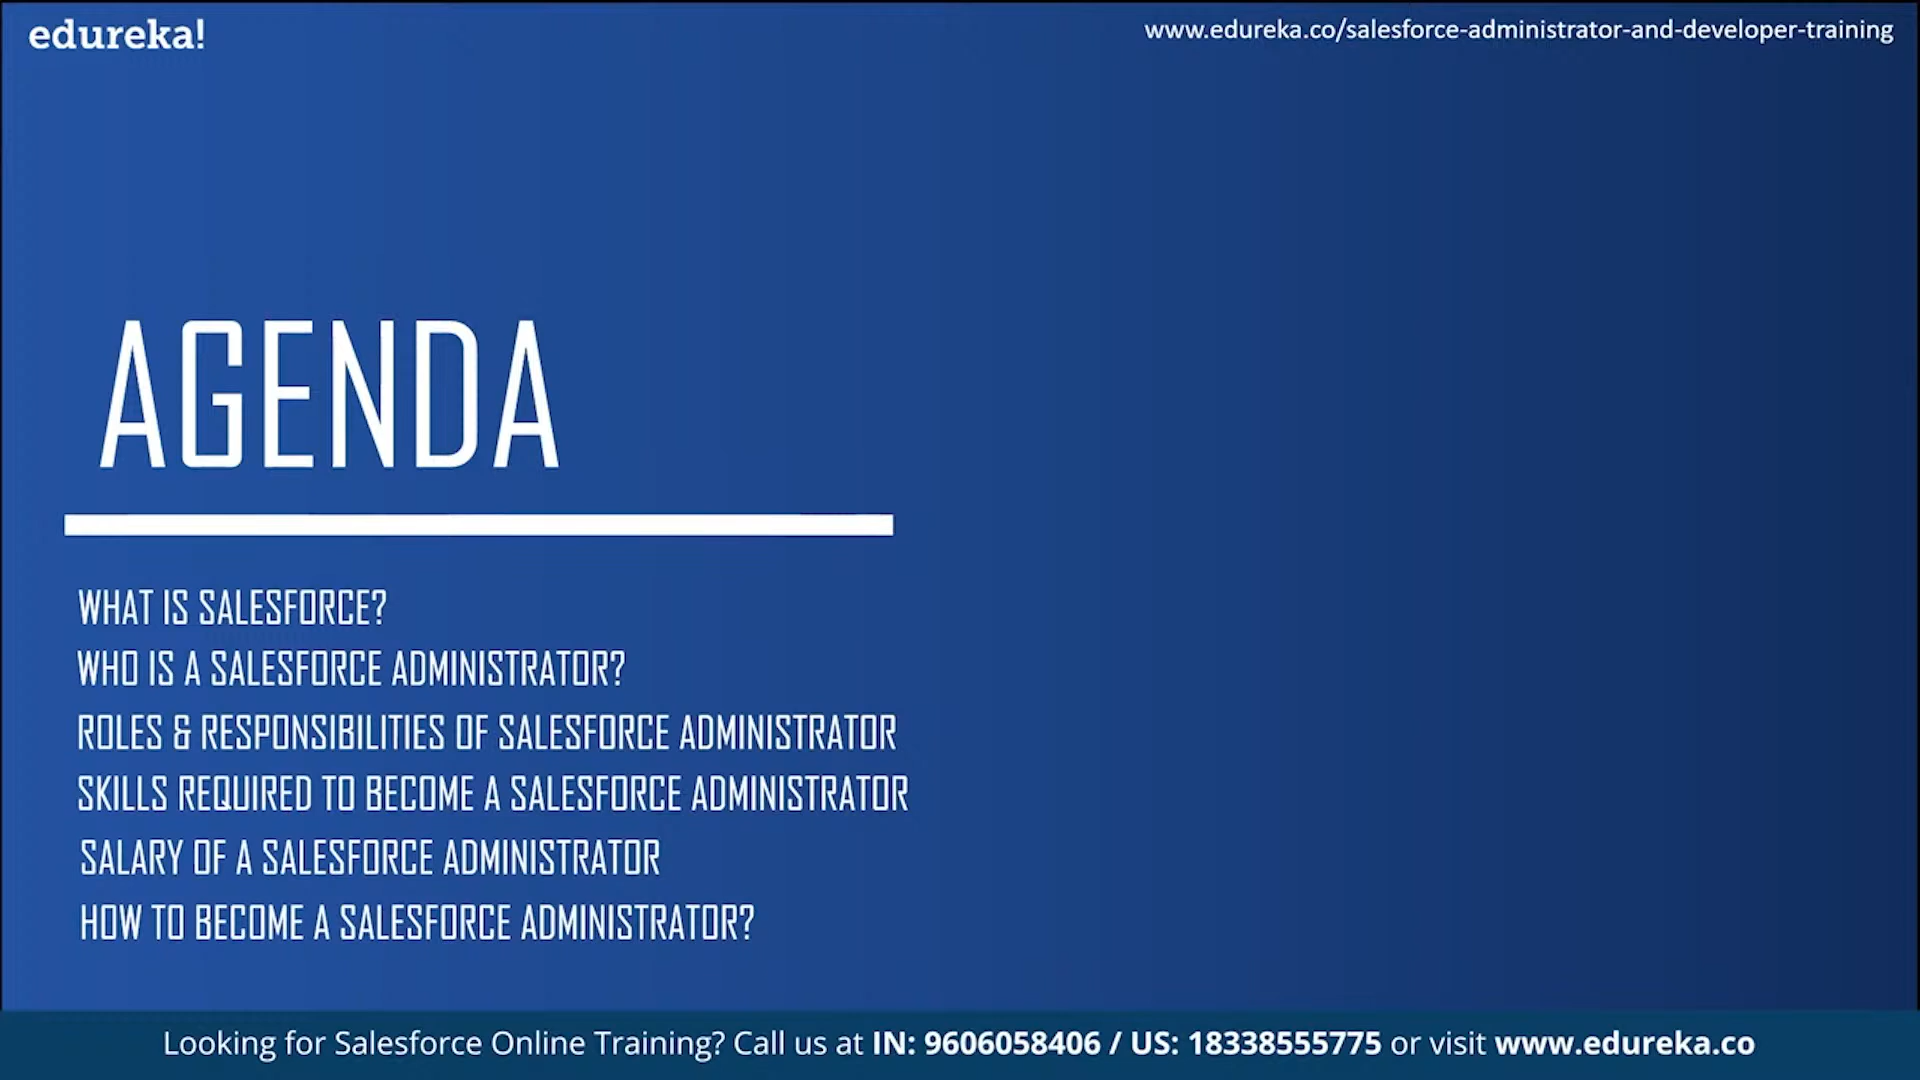 edureka!
www.edureka.co/salesforce-administrator-and-developer-training
AGENDA
WHAT IS SALESFORCE?
WHO IS A SALESFORCE ADMINISTRATOR?
ROLES & RESPONSIBILITIES OF SALESFORCE ADMINISTRATOR
SKILLS REQUIRED TO BECOME A SALESFORCE ADMINISTRATOR
SALARY OF A SALESFORCE ADMINISTRATOR
HOW TO BECOME A SALESFORCE ADMINISTRATOR?
Looking for Salesforce Online Training? Call us at IN: 9606058406 / US: 18338555775 or visit www.edureka.co